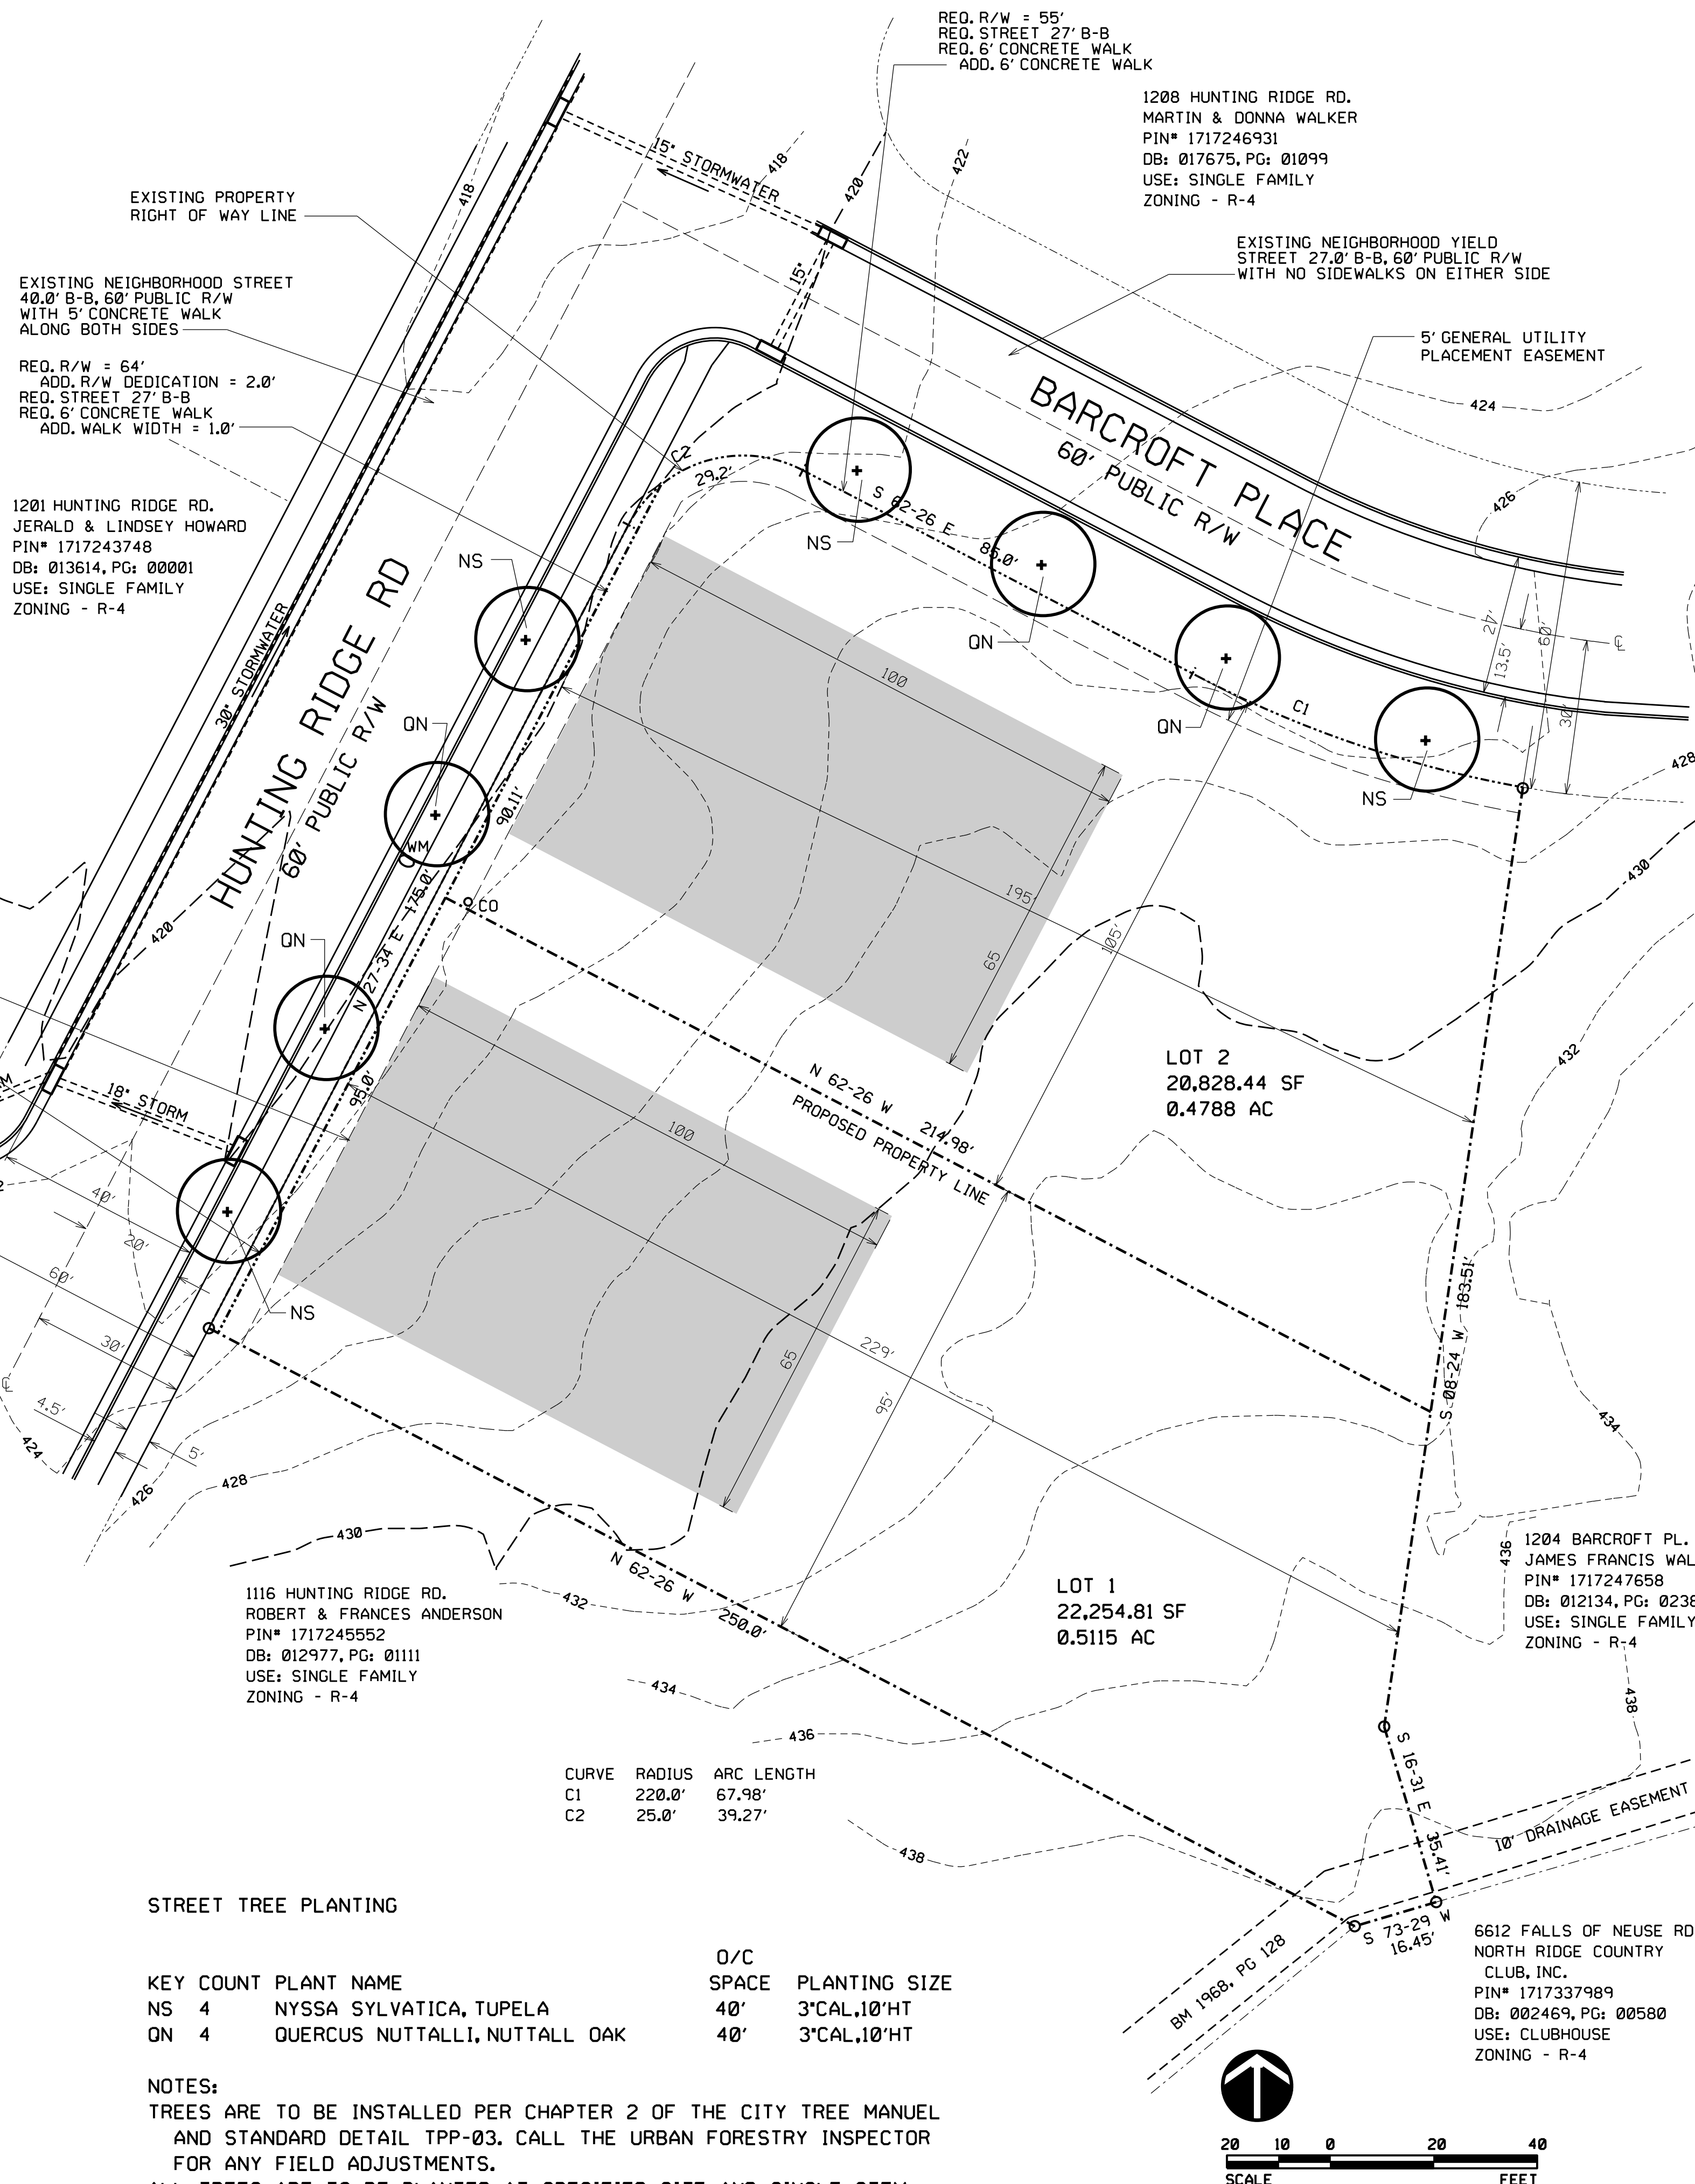 REQ. R/W = 55'
REQ. STREET 27' B-B
REQ. 6' CONCRETE WALK
ADD. 6' CONCRETE WALK
1208 HUNTING RIDGE RD.
MARTIN & DONNA WALKER
PIN# 1717246931
DB: 017675, PG: 01099
USE: SINGLE FAMILY
ZONING - R-4
15" STORMWATER
418
418
420
422
EXISTING PROPERTY
RIGHT OF WAY LINE
EXISTING NEIGHBORHOOD YIELD
STREET 27.0' B-B, 60' PUBLIC R/W
WITH NO SIDEWALKS ON EITHER SIDE
15"
EXISTING NEIGHBORHOOD STREET
40.0' B-B, 60' PUBLIC R/W
WITH 5' CONCRETE WALK
ALONG BOTH SIDES
5' GENERAL UTILITY
PLACEMENT EASEMENT
REQ. R/W = 64'
ADD. R/W DEDICATION = 2.0'
REQ. STREET 27' B-B
REQ. 6' CONCRETE WALK
ADD. WALK WIDTH = 1.0'
BARCROFT PLACE
60' PUBLIC R/W
424
426
C2
29.2'
S 62-26 E
85.0'
1201 HUNTING RIDGE RD.
JERALD & LINDSEY HOWARD
PIN# 1717243748
DB: 013614, PG: 00001
USE: SINGLE FAMILY
ZONING - R-4
NS
NS
QN
QN
NS
C1
27'
13.5'
60'
30'
℄
428
30" STORMWATER
HUNTING RIDGE RD
60' PUBLIC R/W
100
QN
90.11'
WM
N 27-34 E 175.0'
CO
195'
65
105'
430
420
QN
95.0'
18" STORM
M
LOT 2
20,828.44 SF
0.4788 AC
432
N 62-26 W
214.98'
PROPOSED PROPERTY LINE
100
40'
20'
60'
30'
4.5'
5'
℄
NS
65
229'
95'
S 08-24 W 183.51'
434
424
426
428
430
432
434
436
438
N 62-26 W
250.0'
LOT 1
22,254.81 SF
0.5115 AC
1116 HUNTING RIDGE RD.
ROBERT & FRANCES ANDERSON
PIN# 1717245552
DB: 012977, PG: 01111
USE: SINGLE FAMILY
ZONING - R-4
436
1204 BARCROFT PL.
JAMES FRANCIS WAL
PIN# 1717247658
DB: 012134, PG: 0238
USE: SINGLE FAMILY
ZONING - R-4
438
CURVE RADIUS ARC LENGTH
C1 220.0' 67.98'
C2 25.0' 39.27'
S 16-31 E
35.41'
10' DRAINAGE EASEMENT
S 73-29 W
16.45'
BM 1968, PG 128
6612 FALLS OF NEUSE RD
NORTH RIDGE COUNTRY
CLUB, INC.
PIN# 1717337989
DB: 002469, PG: 00580
USE: CLUBHOUSE
ZONING - R-4
STREET TREE PLANTING
O/C
KEY COUNT PLANT NAME SPACE PLANTING SIZE
NS 4 NYSSA SYLVATICA, TUPELA 40' 3"CAL,10'HT
QN 4 QUERCUS NUTTALLI, NUTTALL OAK 40' 3"CAL,10'HT
NOTES:
TREES ARE TO BE INSTALLED PER CHAPTER 2 OF THE CITY TREE MANUEL
AND STANDARD DETAIL TPP-03. CALL THE URBAN FORESTRY INSPECTOR
FOR ANY FIELD ADJUSTMENTS.
20 10 0 20 40
SCALE FEET